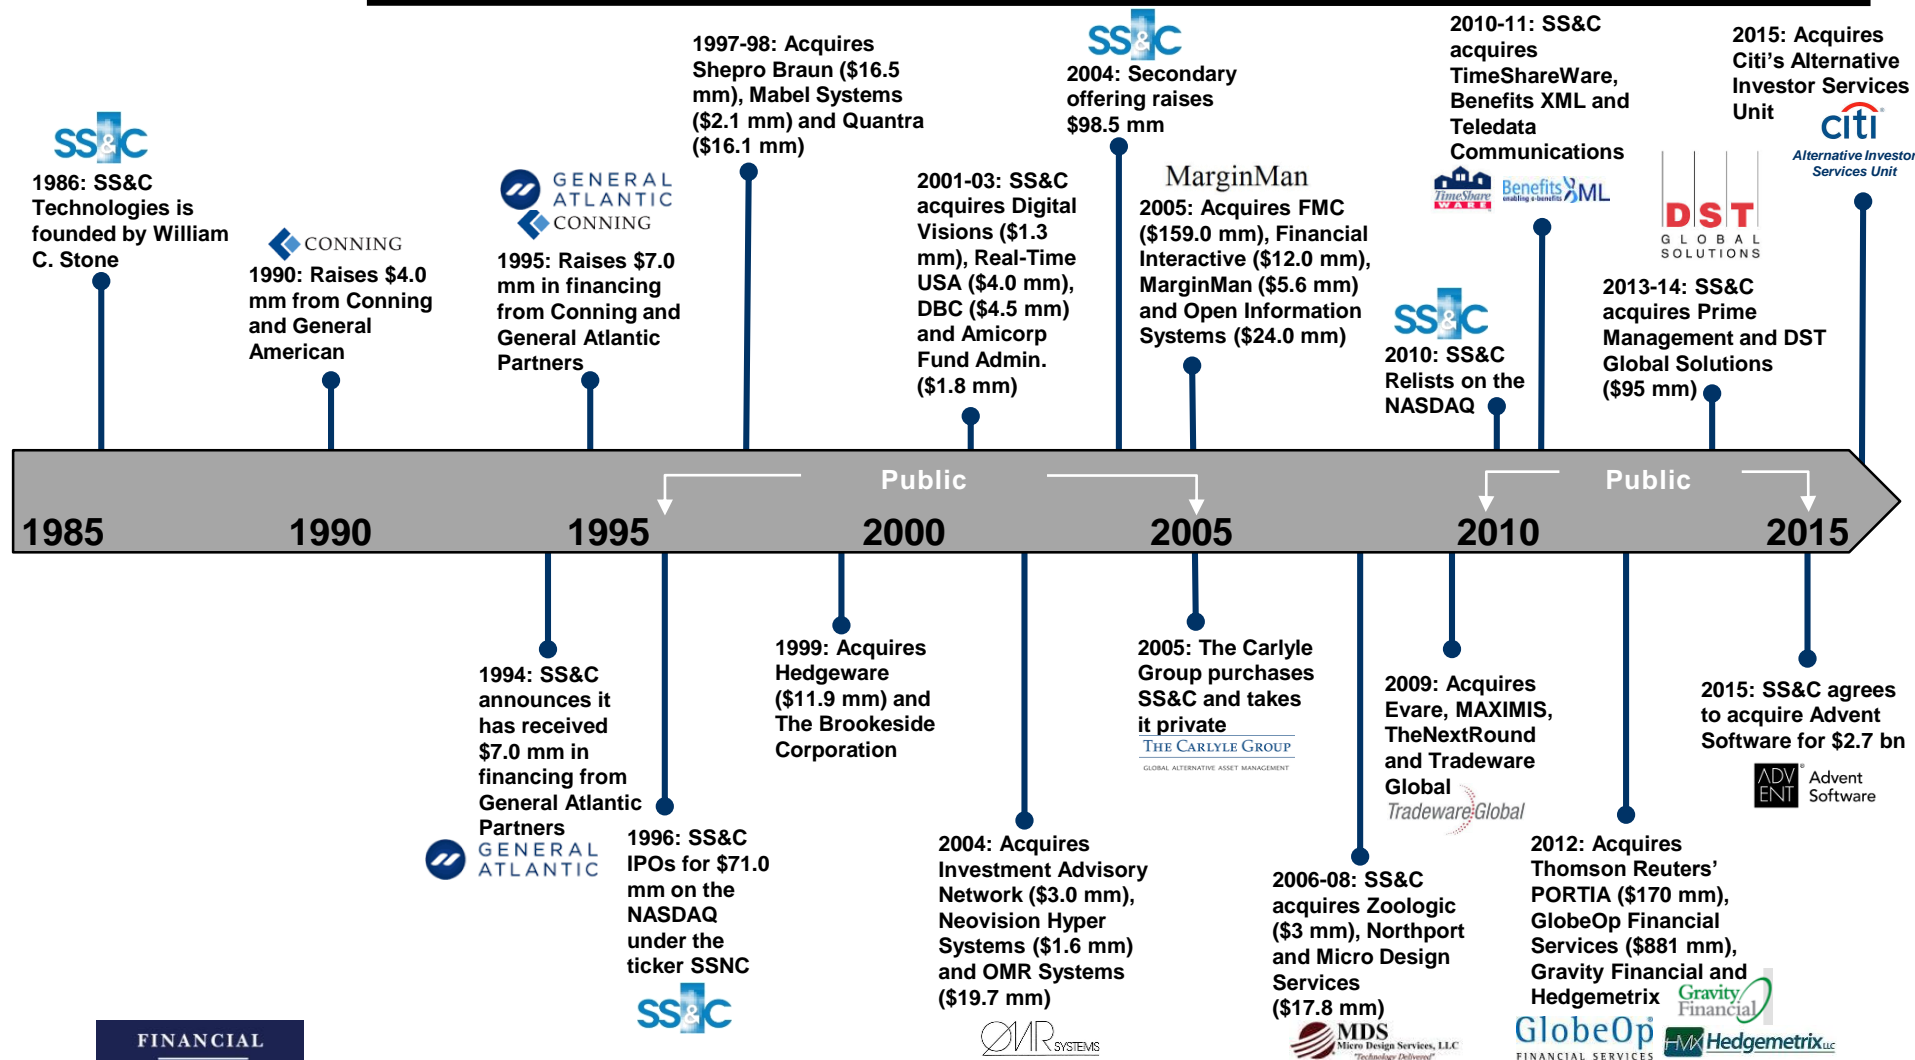 SS&C
1986: SS&C
Technologies is
founded by William
C. Stone
CONNING
1990: Raises $4.0
mm from Conning
and General
American
GENERAL
ATLANTIC
CONNING
1995: Raises $7.0
mm in financing
from Conning and
General Atlantic
Partners
1997-98: Acquires
Shepro Braun ($16.5
mm), Mabel Systems
($2.1 mm) and Quantra
($16.1 mm)
2001-03: SS&C
acquires Digital
Visions ($1.3
mm), Real-Time
USA ($4.0 mm),
DBC ($4.5 mm)
and Amicorp
Fund Admin.
($1.8 mm)
SS&C
2004: Secondary
offering raises
$98.5 mm
MarginMan
2005: Acquires FMC
($159.0 mm), Financial
Interactive ($12.0 mm),
MarginMan ($5.6 mm)
and Open Information
Systems ($24.0 mm)
SS&C
2010: SS&C
Relists on the
NASDAQ
2010-11: SS&C
acquires
TimeShareWare,
Benefits XML and
Teledata
Communications
TimeShare
WARE
Benefits XML
enabling e-benefits
DST
GLOBAL
SOLUTIONS
2013-14: SS&C
acquires Prime
Management and DST
Global Solutions
($95 mm)
2015: Acquires
Citi's Alternative
Investor Services
Unit
citi®
Alternative Investor
Services Unit
Public
Public
1985 1990 1995 2000 2005 2010 2015
1994: SS&C
announces it
has received
$7.0 mm in
financing from
General Atlantic
Partners
GENERAL
ATLANTIC
1996: SS&C
IPOs for $71.0
mm on the
NASDAQ
under the
ticker SSNC
SS&C
1999: Acquires
Hedgeware
($11.9 mm) and
The Brookeside
Corporation
2004: Acquires
Investment Advisory
Network ($3.0 mm),
Neovision Hyper
Systems ($1.6 mm)
and OMR Systems
($19.7 mm)
OMR SYSTEMS
2005: The Carlyle
Group purchases
SS&C and takes
it private
THE CARLYLE GROUP
GLOBAL ALTERNATIVE ASSET MANAGEMENT
2006-08: SS&C
acquires Zoologic
($3 mm), Northport
and Micro Design
Services
($17.8 mm)
MDS
Micro Design Services, LLC
"Technology Delivered"
2009: Acquires
Evare, MAXIMIS,
TheNextRound
and Tradeware
Global
Tradeware Global
2012: Acquires
Thomson Reuters'
PORTIA ($170 mm),
GlobeOp Financial
Services ($881 mm),
Gravity Financial and
Hedgemetrix
Gravity
Financial
GlobeOp®
FINANCIAL SERVICES
HMX Hedgemetrix LLC
2015: SS&C agrees
to acquire Advent
Software for $2.7 bn
ADV
ENT®
Advent
Software
FINANCIAL